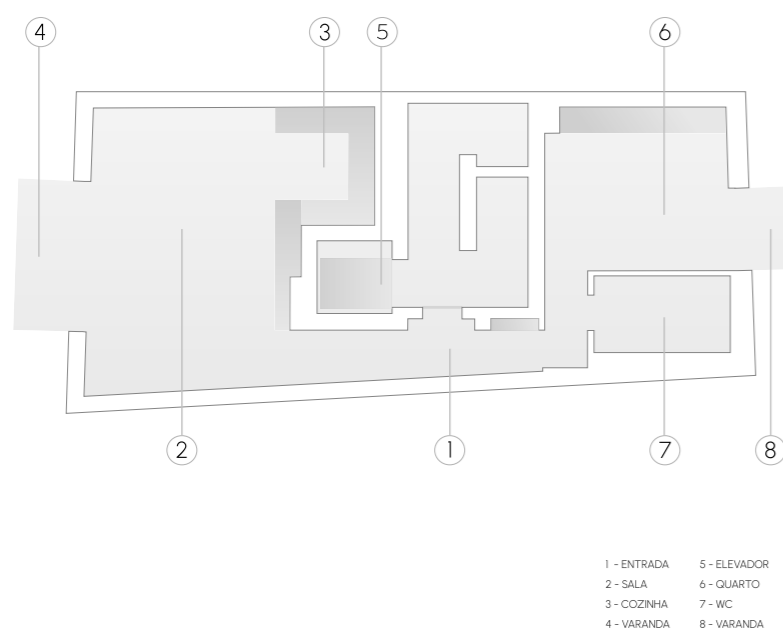 4
3
5
6
2
1
7
8
1 - ENTRADA
2 - SALA
3 - COZINHA
4 - VARANDA
5 - ELEVADOR
6 - QUARTO
7 - WC
8 - VARANDA